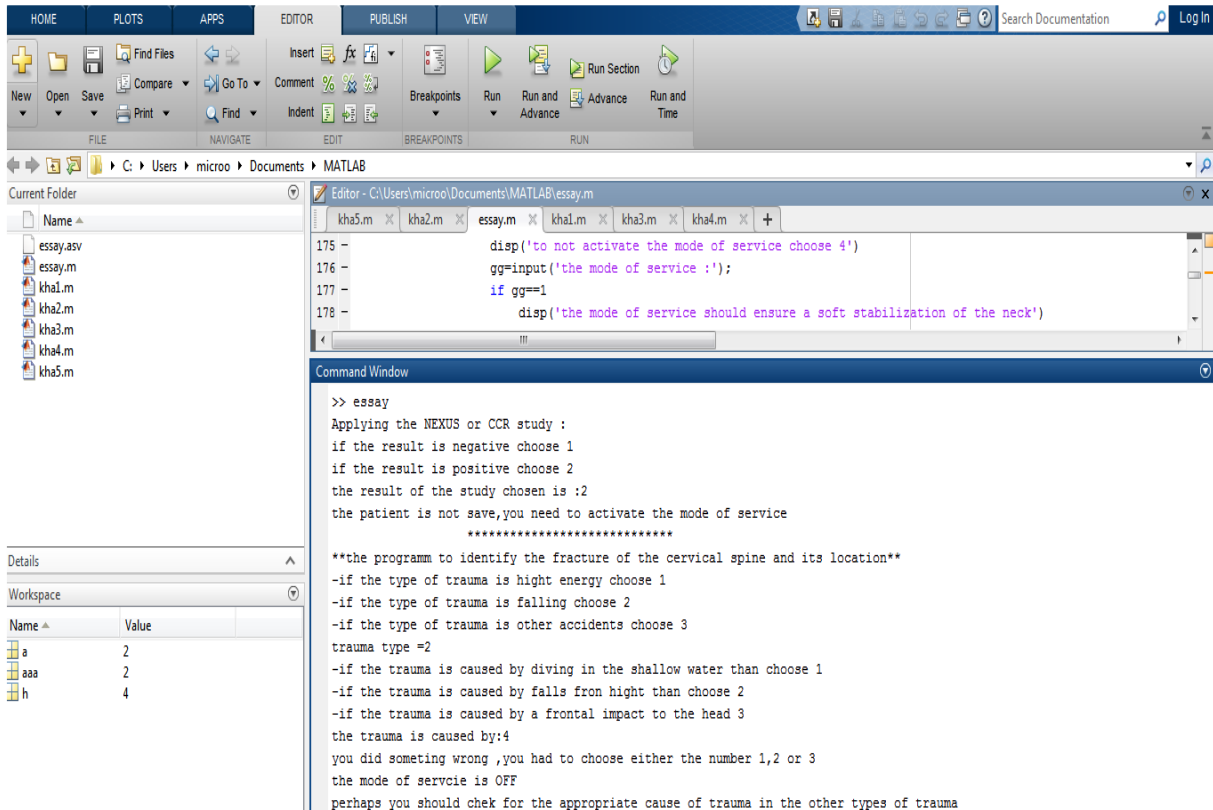 HOME PLOTS APPS EDITOR PUBLISH VIEW Search Documentation Log In
New Open Save Find Files Compare Print Go To Find Insert fx Comment Indent Breakpoints Run Run and Advance Run Section Advance Run and Time
FILE NAVIGATE EDIT BREAKPOINTS RUN
C: Users microo Documents MATLAB
Current Folder
Name
essay.asv
essay.m
kha1.m
kha2.m
kha3.m
kha4.m
kha5.m
Details
Workspace
Name Value
a 2
aaa 2
h 4
Editor - C:\Users\microo\Documents\MATLAB\essay.m
kha5.m kha2.m essay.m kha1.m kha3.m kha4.m +
175 – disp('to not activate the mode of service choose 4')
176 – gg=input('the mode of service :');
177 – if gg==1
178 – disp('the mode of service should ensure a soft stabilization of the neck')
Command Window
>> essay
Applying the NEXUS or CCR study :
if the result is negative choose 1
if the result is positive choose 2
the result of the study chosen is :2
the patient is not save,you need to activate the mode of service
*****************************
**the programm to identify the fracture of the cervical spine and its location**
-if the type of trauma is hight energy choose 1
-if the type of trauma is falling choose 2
-if the type of trauma is other accidents choose 3
trauma type =2
-if the trauma is caused by diving in the shallow water than choose 1
-if the trauma is caused by falls fron hight than choose 2
-if the trauma is caused by a frontal impact to the head 3
the trauma is caused by:4
you did someting wrong ,you had to choose either the number 1,2 or 3
the mode of servcie is OFF
perhaps you should chek for the appropriate cause of trauma in the other types of trauma